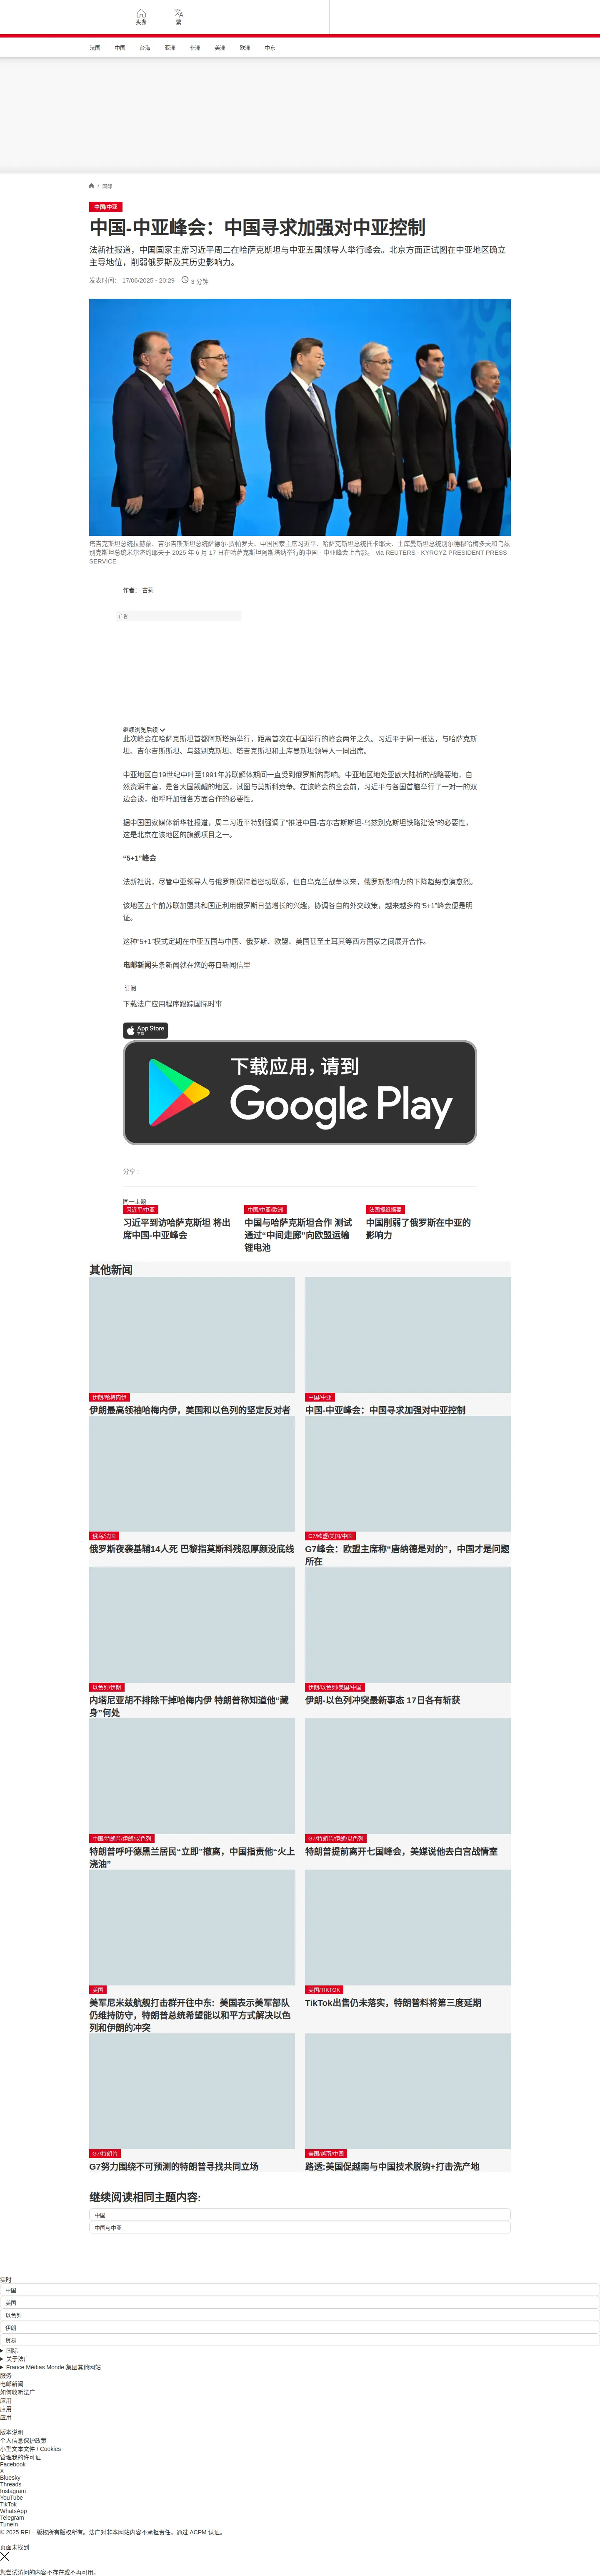 头条
繁
法国
中国
台海
亚洲
非洲
美洲
欧洲
中东
/ 国际
中国/中亚
中国-中亚峰会：中国寻求加强对中亚控制
法新社报道，中国国家主席习近平周二在哈萨克斯坦与中亚五国领导人举行峰会。北京方面正试图在中亚地区确立
主导地位，削弱俄罗斯及其历史影响力。
发表时间： 17/06/2025 - 20:29
3 分钟
塔吉克斯坦总统拉赫蒙、吉尔吉斯斯坦总统萨德尔·贾帕罗夫、中国国家主席习近平、哈萨克斯坦总统托卡耶夫、土库曼斯坦总统别尔德穆哈梅多夫和乌兹
别克斯坦总统米尔济约耶夫于 2025 年 6 月 17 日在哈萨克斯坦阿斯塔纳举行的中国 - 中亚峰会上合影。 via REUTERS - KYRGYZ PRESIDENT PRESS
SERVICE
作者： 古莉
广告
继续浏览后续
此次峰会在哈萨克斯坦首都阿斯塔纳举行，距离首次在中国举行的峰会两年之久。习近平于周一抵达，与哈萨克斯
坦、吉尔吉斯斯坦、乌兹别克斯坦、塔吉克斯坦和土库曼斯坦领导人一同出席。
中亚地区自19世纪中叶至1991年苏联解体期间一直受到俄罗斯的影响。中亚地区地处亚欧大陆桥的战略要地，自
然资源丰富，是各大国觊觎的地区，试图与莫斯科竞争。在该峰会的全会前，习近平与各国首脑举行了一对一的双
边会谈，他呼吁加强各方面合作的必要性。
据中国国家媒体新华社报道，周二习近平特别强调了“推进中国-吉尔吉斯斯坦-乌兹别克斯坦铁路建设”的必要性，
这是北京在该地区的旗舰项目之一。
“5+1”峰会
法新社说，尽管中亚领导人与俄罗斯保持着密切联系，但自乌克兰战争以来，俄罗斯影响力的下降趋势愈演愈烈。
该地区五个前苏联加盟共和国正利用俄罗斯日益增长的兴趣，协调各自的外交政策，越来越多的“5+1”峰会便是明
证。
这种“5+1”模式定期在中亚五国与中国、俄罗斯、欧盟、美国甚至土耳其等西方国家之间展开合作。
电邮新闻头条新闻就在您的每日新闻信里
订阅
下载法广应用程序跟踪国际时事
App Store
下载
下载应用，请到
Google Play
分享 :
同一主题
习近平/中亚
习近平到访哈萨克斯坦 将出
席中国-中亚峰会
中国/中亚/欧洲
中国与哈萨克斯坦合作 测试
通过“中间走廊”向欧盟运输
锂电池
法国报纸摘要
中国削弱了俄罗斯在中亚的
影响力
其他新闻
伊朗/哈梅内伊
伊朗最高领袖哈梅内伊，美国和以色列的坚定反对者
中国/中亚
中国-中亚峰会：中国寻求加强对中亚控制
俄乌/法国
俄罗斯夜袭基辅14人死 巴黎指莫斯科残忍厚颜没底线
G7/欧盟/美国/中国
G7峰会：欧盟主席称“唐纳德是对的”，中国才是问题
所在
以色列/伊朗
内塔尼亚胡不排除干掉哈梅内伊 特朗普称知道他“藏
身”何处
伊朗/以色列/美国/中国
伊朗-以色列冲突最新事态 17日各有斩获
中国/特朗普/伊朗/以色列
特朗普呼吁德黑兰居民“立即”撤离，中国指责他“火上
浇油”
G7/特朗普/伊朗/以色列
特朗普提前离开七国峰会，美媒说他去白宫战情室
美国
美军尼米兹航舰打击群开往中东: 美国表示美军部队
仍维持防守，特朗普总统希望能以和平方式解决以色
列和伊朗的冲突
美国/TIKTOK
TikTok出售仍未落实，特朗普料将第三度延期
G7/特朗普
G7努力围绕不可预测的特朗普寻找共同立场
美国/越南/中国
路透:美国促越南与中国技术脱钩+打击洗产地
继续阅读相同主题内容:
中国
中国与中亚
实时
中国
美国
以色列
伊朗
贸易
国际
关于法广
France Médias Monde 集团其他网站
服务
电邮新闻
如何收听法广
应用
应用
应用
版本说明
个人信息保护政策
小型文本文件 / Cookies
管理我的许可证
Facebook
X
Bluesky
Threads
Instagram
YouTube
TikTok
WhatsApp
Telegram
TuneIn
© 2025 RFI – 版权所有版权所有。法广对非本网站内容不承担责任。通过 ACPM 认证。
页面未找到
您尝试访问的内容不存在或不再可用。